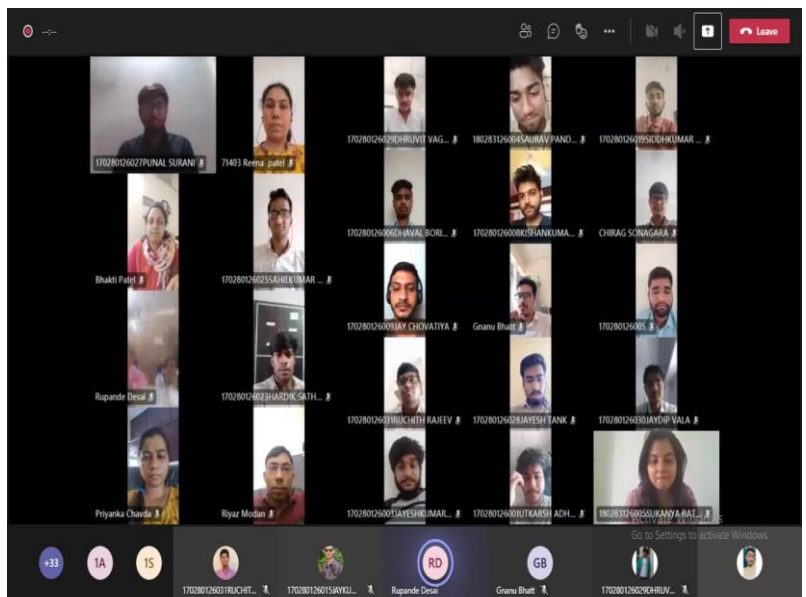 --:--
Leave
170280126027PUNAL SURANI
71403 Reena patel
170280126029DHRUVIT VAG...
180283126004SAURAV PAND...
170280126019SIDDHKUMAR ...
170280126006DHAVAL BORI...
170280126008KISHANKUMA...
CHIRAG SONAGARA
Bhakti Patel
170280126025SAHILKUMAR ...
170280126009JAY CHOVATIYA
Gnanu Bhatt
170280126005
Rupande Desai
170280126023HARDIK SATH...
170280126031RUCHITH RAJEEV
170280126028JAYESH TANK
170280126030JAYDIP VALA
Priyanka Chavda
Riyaz Modan
170280126003JAYESHKUMAR...
170280126001UTKARSH ADH...
180283126005SUKANYA RAT...
Activate Windows
Go to Settings to activate Windows.
+33
1A
1S
RD
GB
170280126031RUCHIT...
170280126015JAYKU...
Rupande Desai
Gnanu Bhatt
170280126029DHRUV...